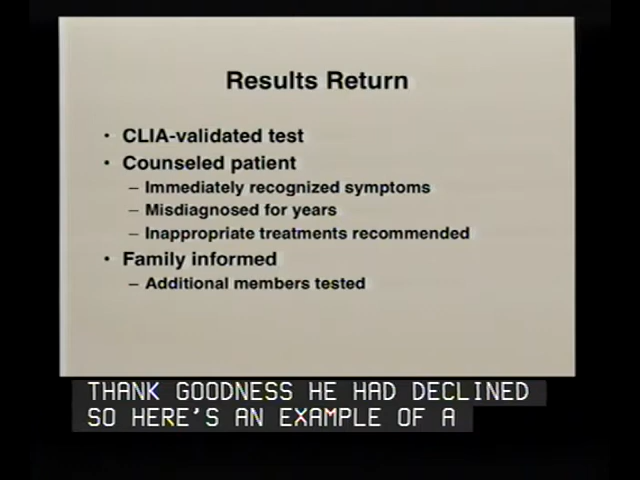 Results Return
• CLIA-validated test
• Counseled patient
– Immediately recognized symptoms
– Misdiagnosed for years
– Inappropriate treatments recommended
• Family informed
– Additional members tested
THANK GOODNESS HE HAD DECLINED
SO HERE'S AN EXAMPLE OF A